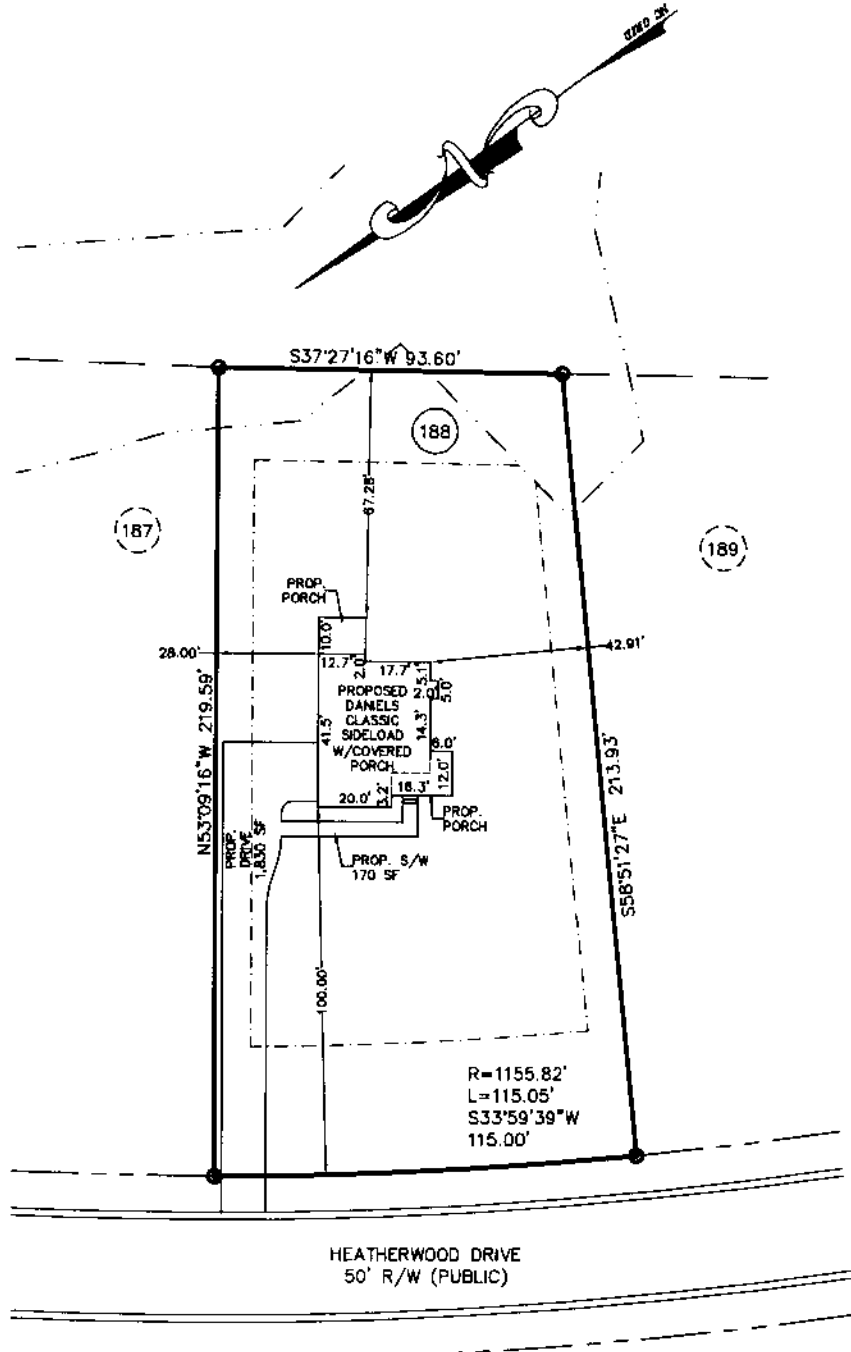 NC GRID
N
S37°27'16"W 93.60'
188
187
189
67.28'
PROP.
PORCH
10.0'
28.00'
12.7'
2.0'
17.7'
42.91'
5.1'
2.0'
5.0'
PROPOSED
DANIELS
CLASSIC
SIDELOAD
W/COVERED
PORCH
41.5'
14.3'
6.0'
12.0'
N53°09'16"W 219.59'
S58°51'27"E 213.93'
20.0'
3.2'
16.3'
PROP.
PORCH
PROP.
DRIVE
1,830 SF
PROP. S/W
170 SF
100.00'
R=1155.82'
L=115.05'
S33°59'39"W
115.00'
HEATHERWOOD DRIVE
50' R/W (PUBLIC)